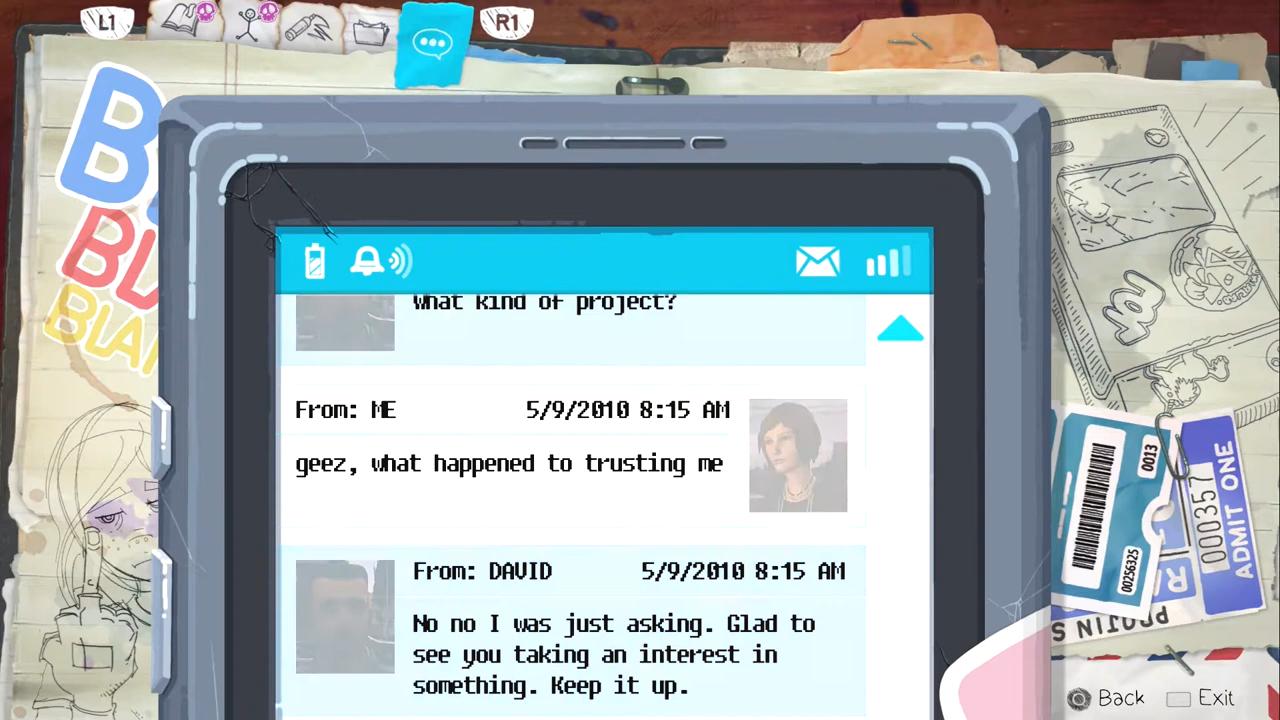 L1
R1
What kind of project?
From: ME 5/9/2010 8:15 AM
geez, what happened to trusting me
From: DAVID 5/9/2010 8:15 AM
No no I was just asking. Glad to
see you taking an interest in
something. Keep it up.
0013
00256325
000357
ADMIT ONE
Back
Exit